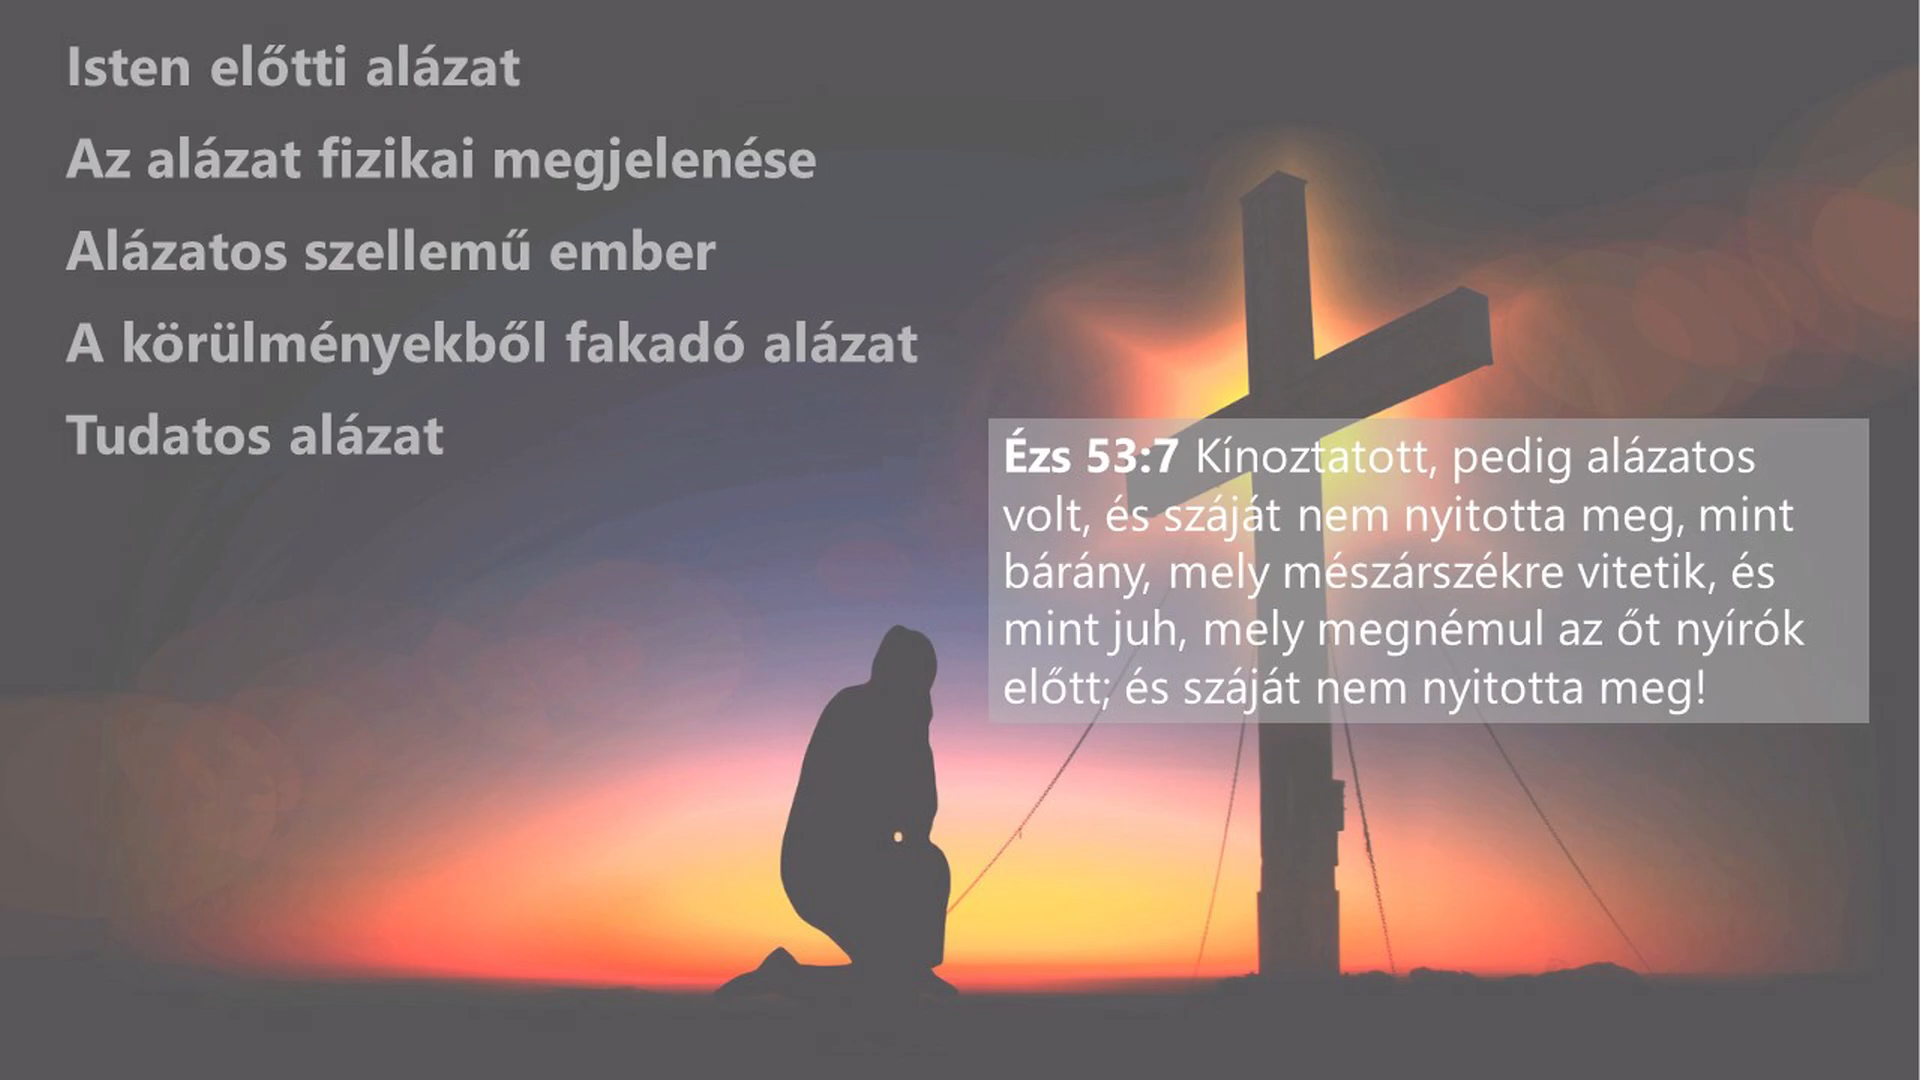 Isten előtti alázat
Az alázat fizikai megjelenése
Alázatos szellemű ember
A körülményekből fakadó alázat
Tudatos alázat
Ézs 53:7 Kínoztatott, pedig alázatos
volt, és száját nem nyitotta meg, mint
bárány, mely mészárszékre vitetik, és
mint juh, mely megnémul az őt nyírók
előtt; és száját nem nyitotta meg!